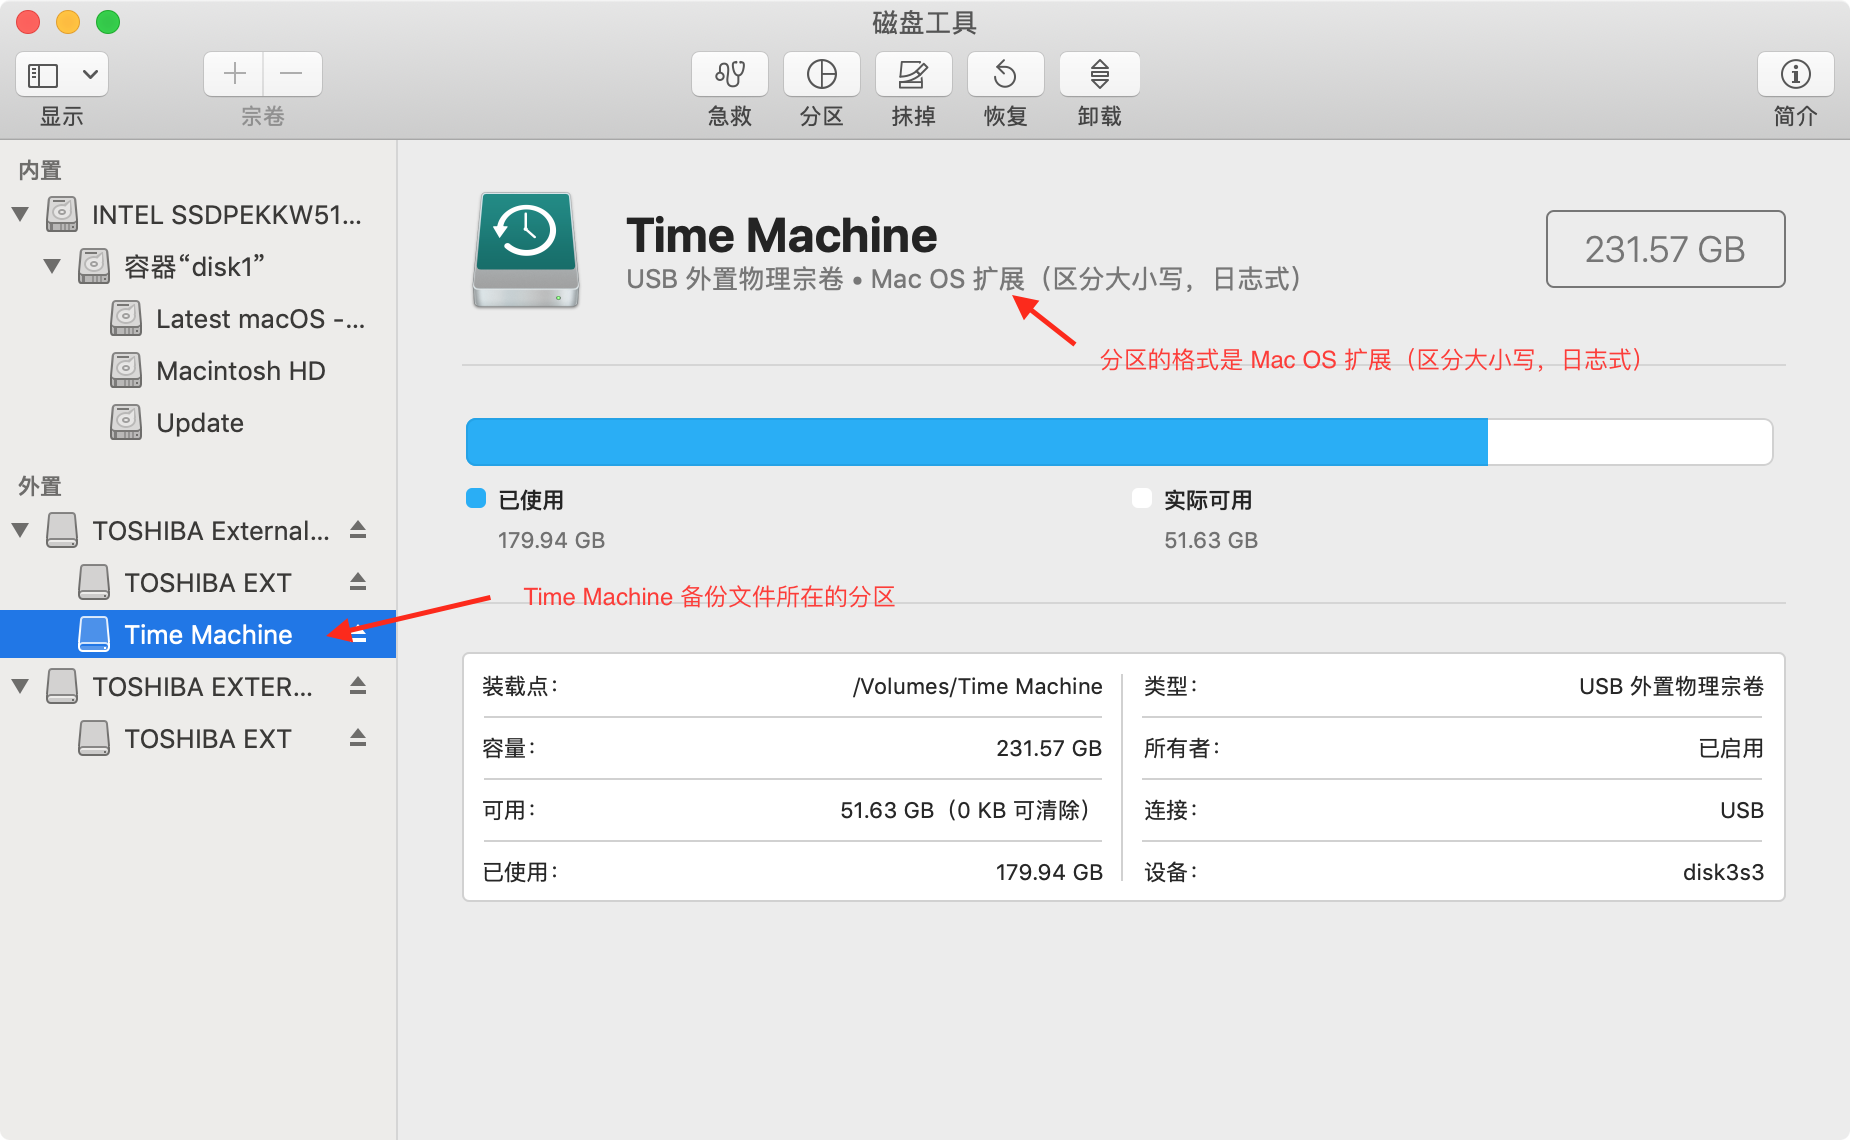 磁盘工具
显示
宗卷
急救
分区
抹掉
恢复
卸载
简介
内置
INTEL SSDPEKKW51...
容器“disk1”
Latest macOS -...
Macintosh HD
Update
外置
TOSHIBA External...
TOSHIBA EXT
Time Machine
TOSHIBA EXTER...
TOSHIBA EXT
Time Machine
USB 外置物理宗卷 • Mac OS 扩展（区分大小写，日志式）
231.57 GB
分区的格式是 Mac OS 扩展（区分大小写，日志式）
已使用
179.94 GB
实际可用
51.63 GB
Time Machine 备份文件所在的分区
装载点： /Volumes/Time Machine
类型： USB 外置物理宗卷
容量： 231.57 GB
所有者： 已启用
可用： 51.63 GB（0 KB 可清除）
连接： USB
已使用： 179.94 GB
设备： disk3s3